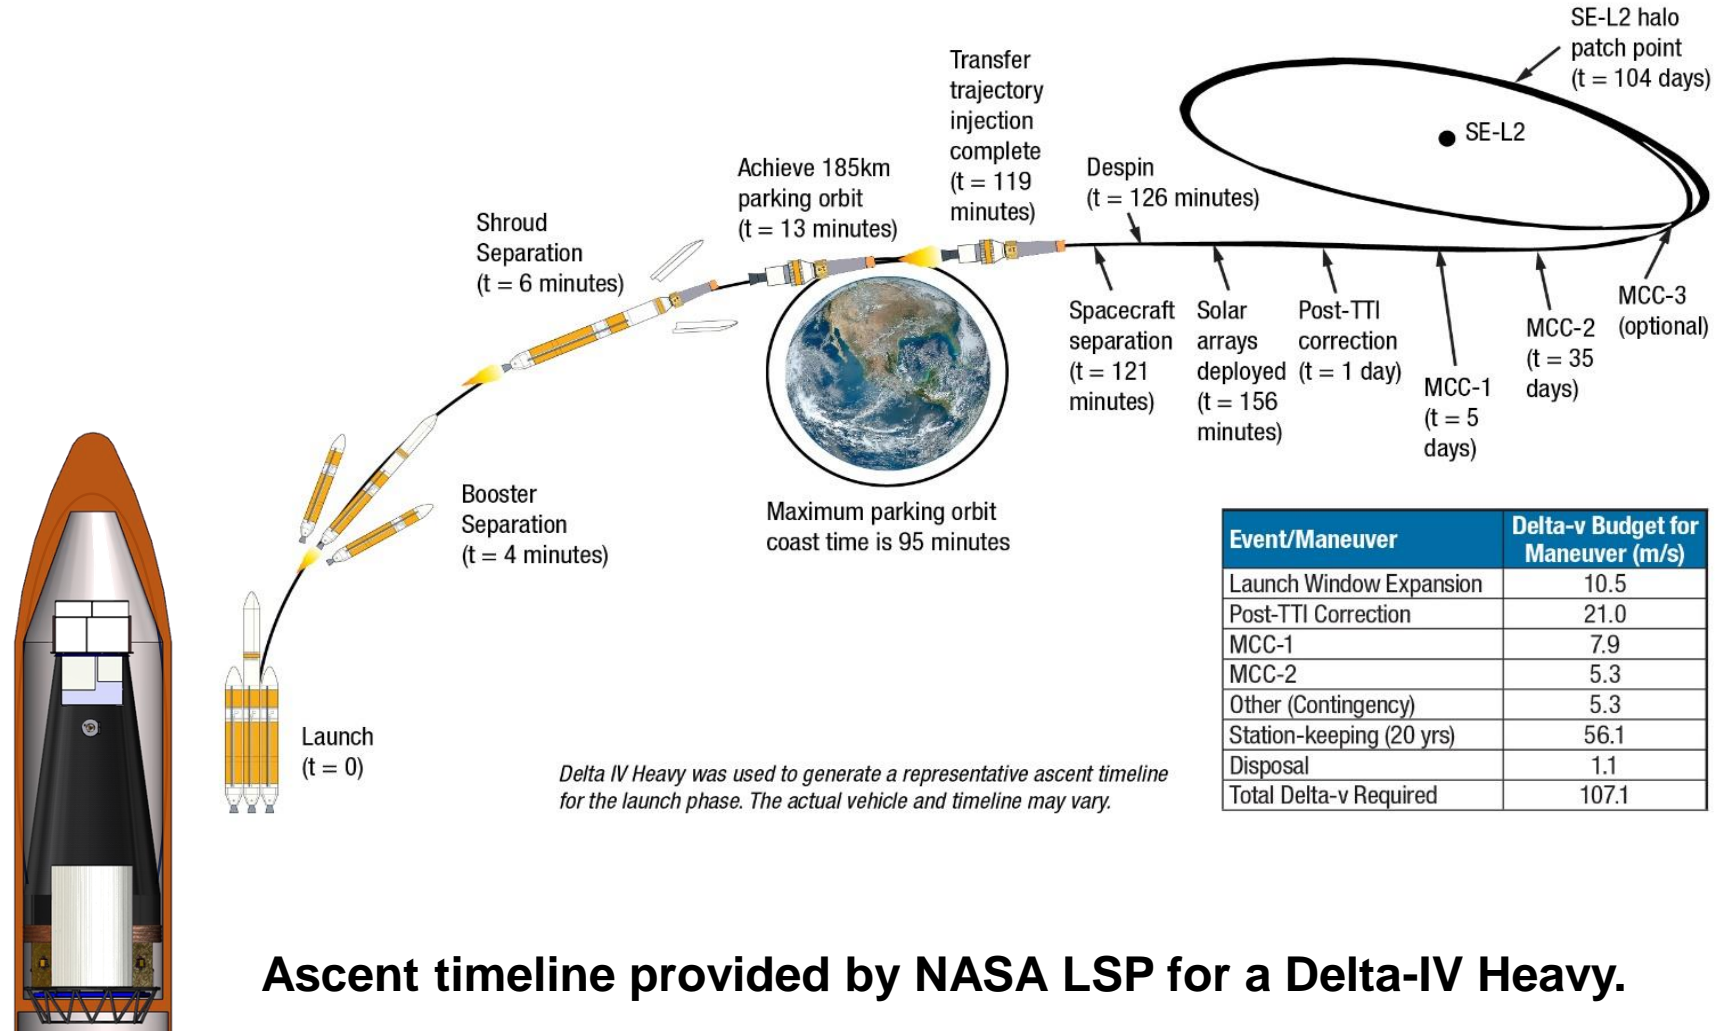 SE-L2 halo
patch point
(t = 104 days)
SE-L2
Transfer
trajectory
injection
complete
(t = 119
minutes)
Despin
(t = 126 minutes)
Achieve 185km
parking orbit
(t = 13 minutes)
Shroud
Separation
(t = 6 minutes)
Spacecraft
separation
(t = 121
minutes)
Solar
arrays
deployed
(t = 156
minutes)
Post-TTI
correction
(t = 1 day)
MCC-1
(t = 5
days)
MCC-2
(t = 35
days)
MCC-3
(optional)
Booster
Separation
(t = 4 minutes)
Maximum parking orbit
coast time is 95 minutes
Launch
(t = 0)
Delta IV Heavy was used to generate a representative ascent timeline
for the launch phase. The actual vehicle and timeline may vary.
Event/Maneuver Delta-v Budget for
Maneuver (m/s)
Launch Window Expansion 10.5
Post-TTI Correction 21.0
MCC-1 7.9
MCC-2 5.3
Other (Contingency) 5.3
Station-keeping (20 yrs) 56.1
Disposal 1.1
Total Delta-v Required 107.1
Ascent timeline provided by NASA LSP for a Delta-IV Heavy.